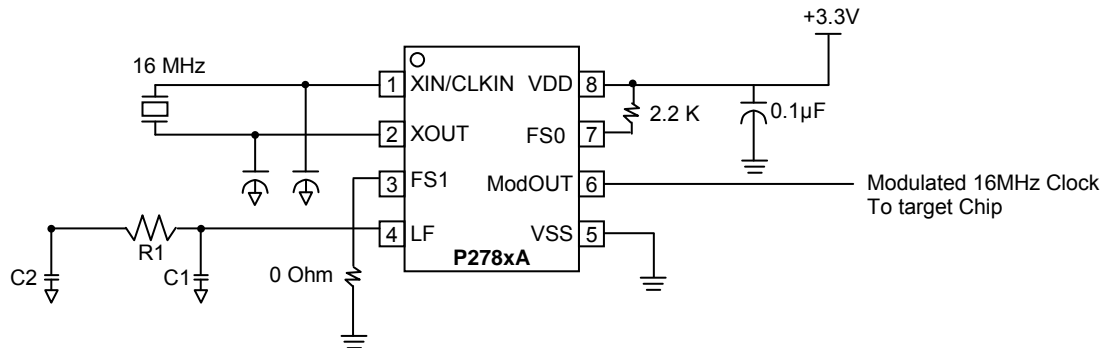 +3.3V
16 MHz
1 XIN/CLKIN VDD 8
2.2 K
0.1µF
2 XOUT FS0 7
3 FS1 ModOUT 6
Modulated 16MHz Clock
To target Chip
4 LF VSS 5
R1
P278xA
C2
C1
0 Ohm